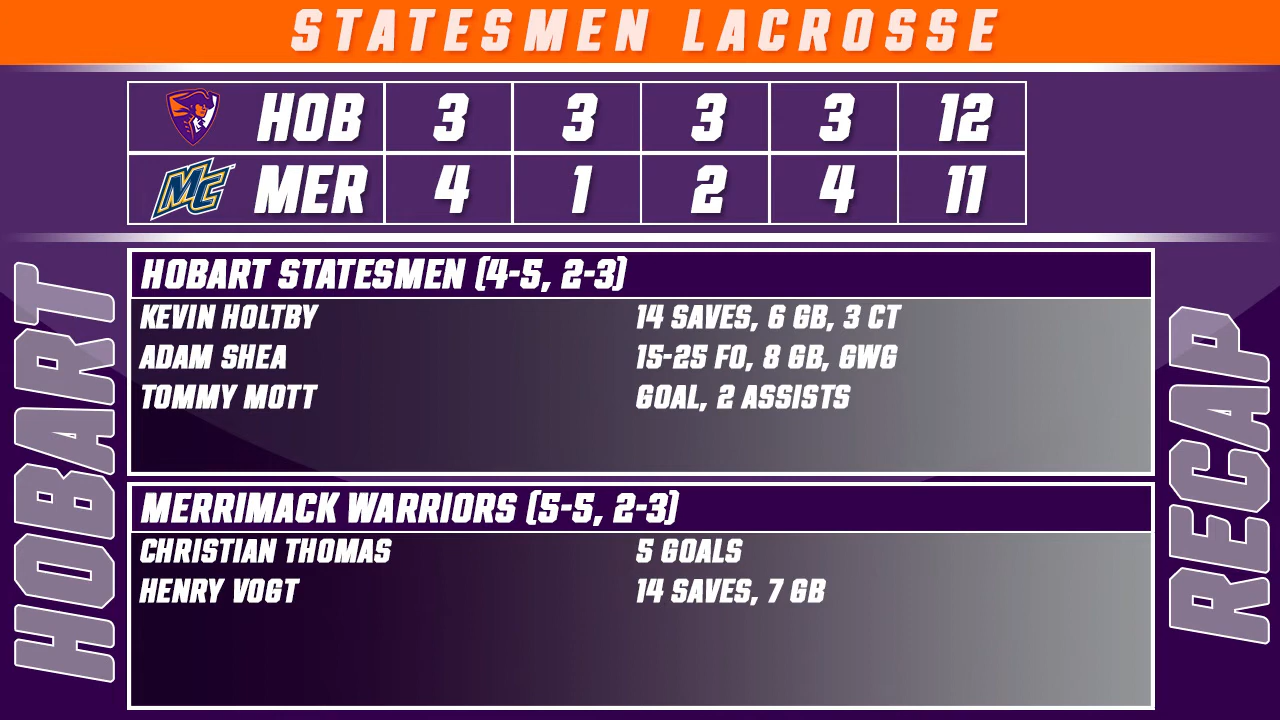 STATESMEN LACROSSE
HOB 3 3 3 3 12
MC MER 4 1 2 4 11
HOBART
RECAP
HOBART STATESMEN (4-5, 2-3)
KEVIN HOLTBY 14 SAVES, 6 GB, 3 CT
ADAM SHEA 15-25 FO, 8 GB, GWG
TOMMY MOTT GOAL, 2 ASSISTS
MERRIMACK WARRIORS (5-5, 2-3)
CHRISTIAN THOMAS 5 GOALS
HENRY VOGT 14 SAVES, 7 GB